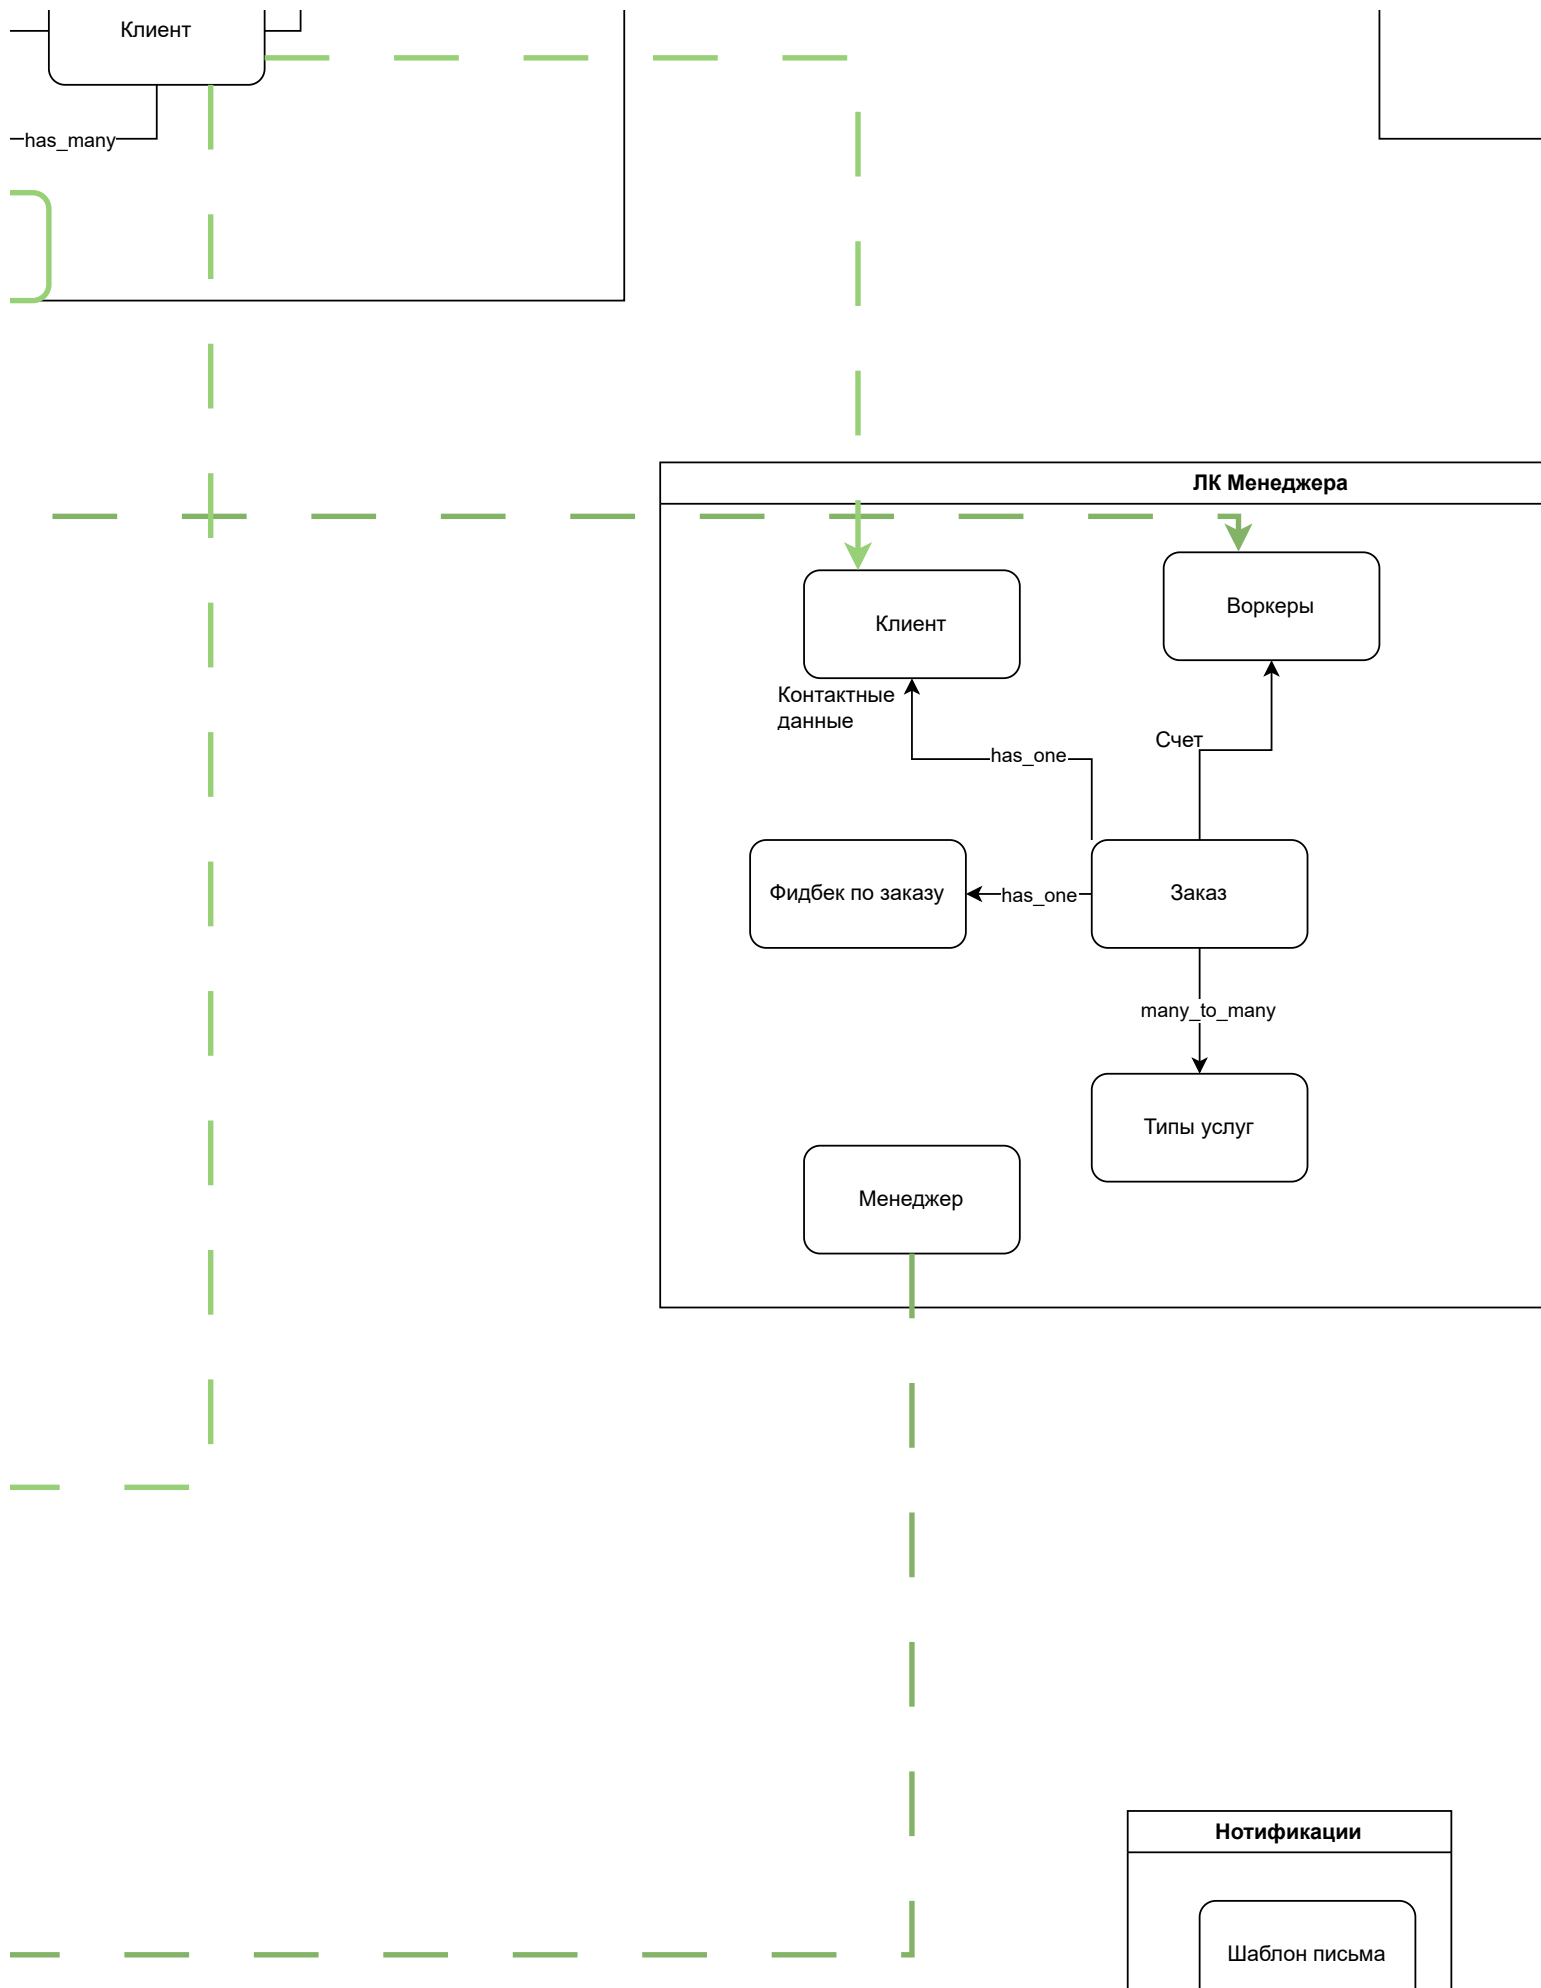 Клиент
has_many
ЛК Менеджера
Воркеры
Клиент
Контактные
данные
Счет
has_one
Фидбек по заказу
has_one
Заказ
many_to_many
Типы услуг
Менеджер
Нотификации
Шаблон письма